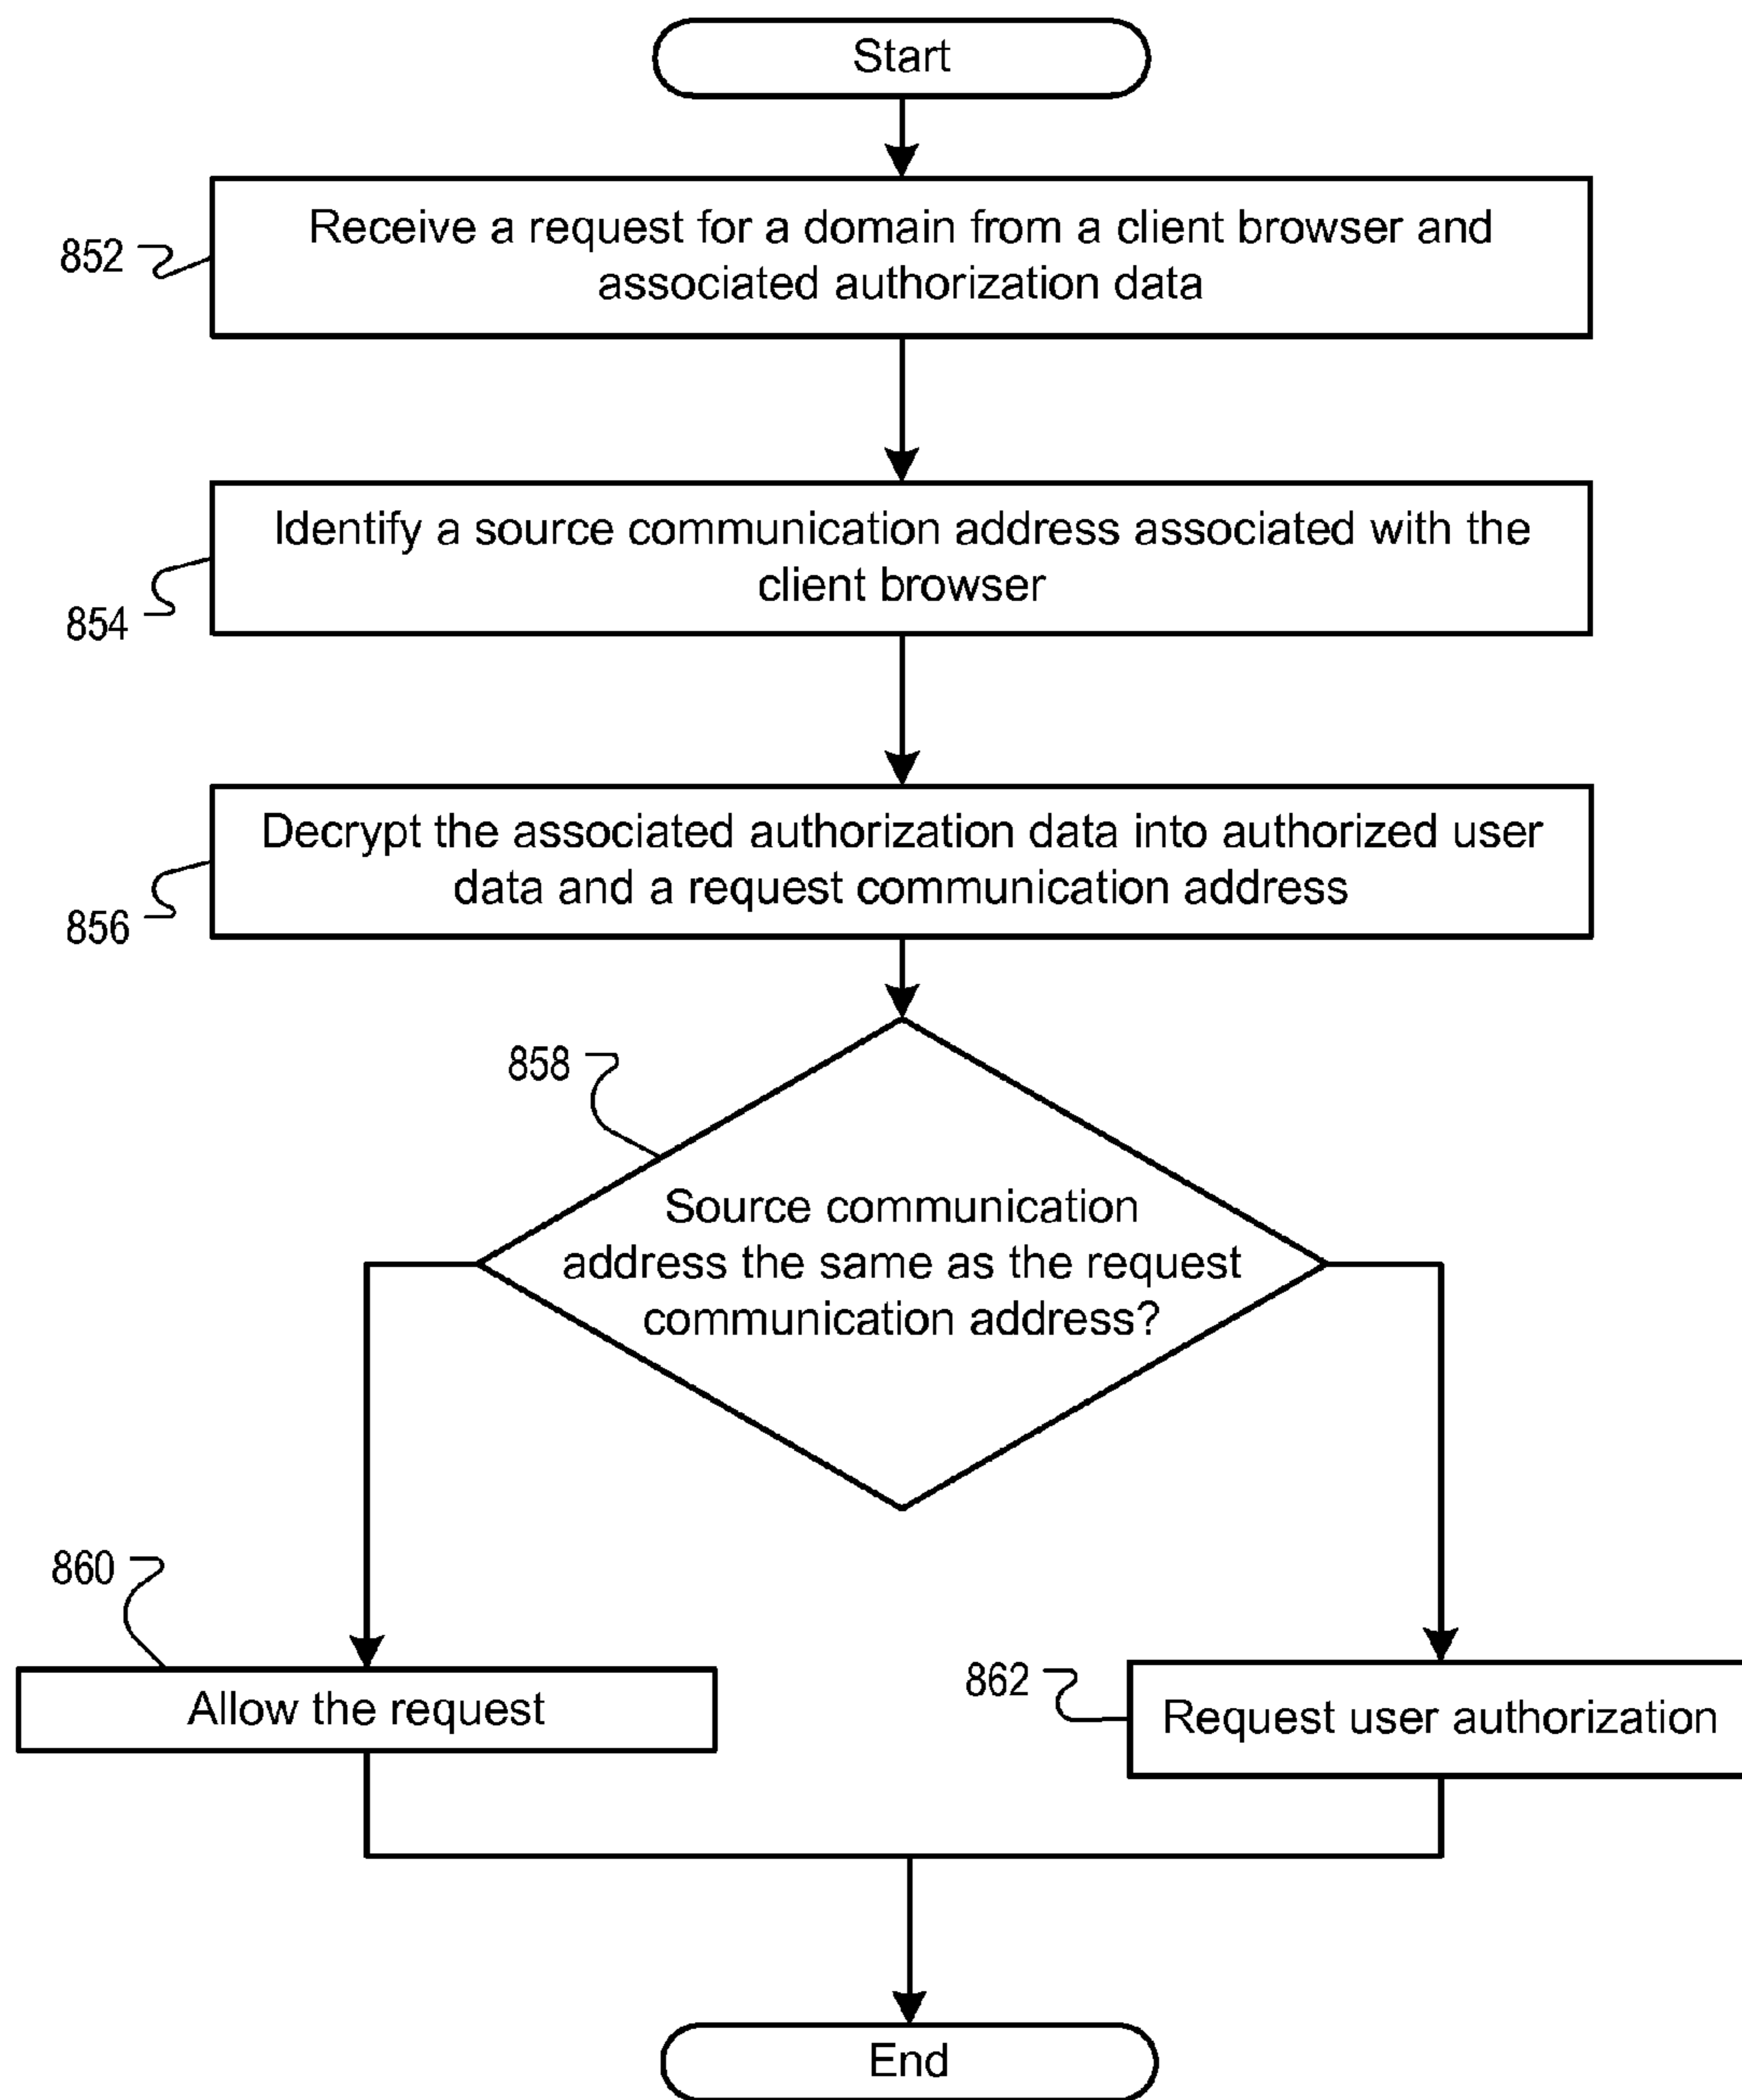 Start
852
Receive a request for a domain from a client browser and
associated authorization data
Identify a source communication address associated with the
client browser
854
Decrypt the associated authorization data into authorized user
data and a request communication address
856
858
Source communication
address the same as the request
communication address?
860
Allow the request
862
Request user authorization
End